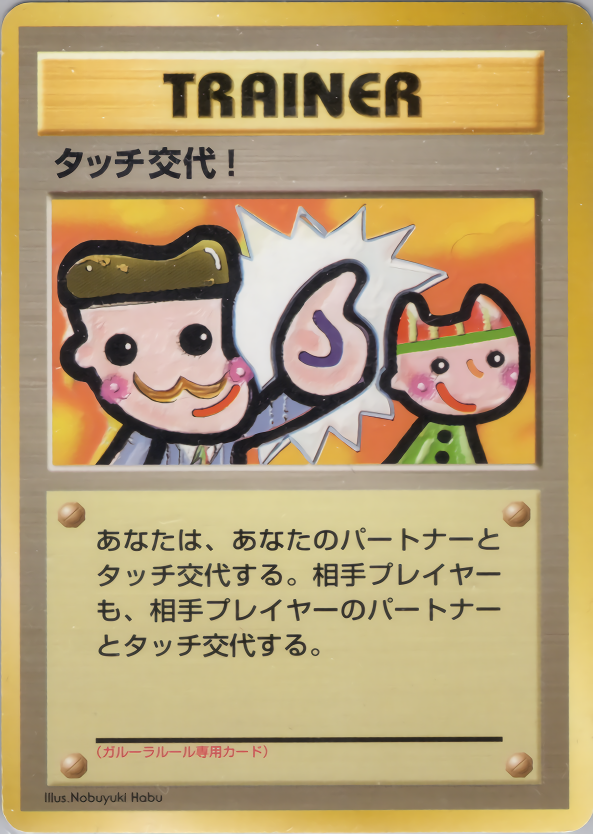 TRAINER
タッチ交代！
あなたは、あなたのパートナーと
タッチ交代する。相手プレイヤー
も、相手プレイヤーのパートナー
とタッチ交代する。
（ガルーラルール専用カード）
Illus.Nobuyuki Habu